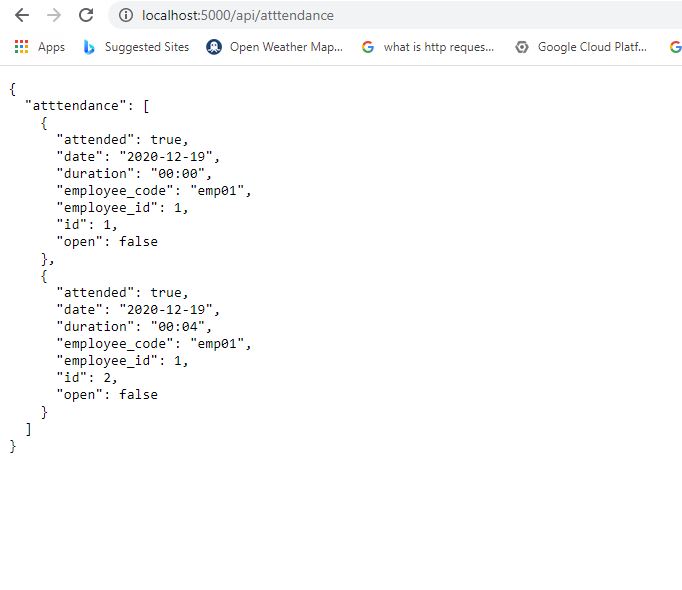 localhost:5000/api/atttendance
Apps Suggested Sites Open Weather Map... what is http reques... Google Cloud Platf...
{
"atttendance": [
{
"attended": true,
"date": "2020-12-19",
"duration": "00:00",
"employee_code": "emp01",
"employee_id": 1,
"id": 1,
"open": false
},
{
"attended": true,
"date": "2020-12-19",
"duration": "00:04",
"employee_code": "emp01",
"employee_id": 1,
"id": 2,
"open": false
}
]
}